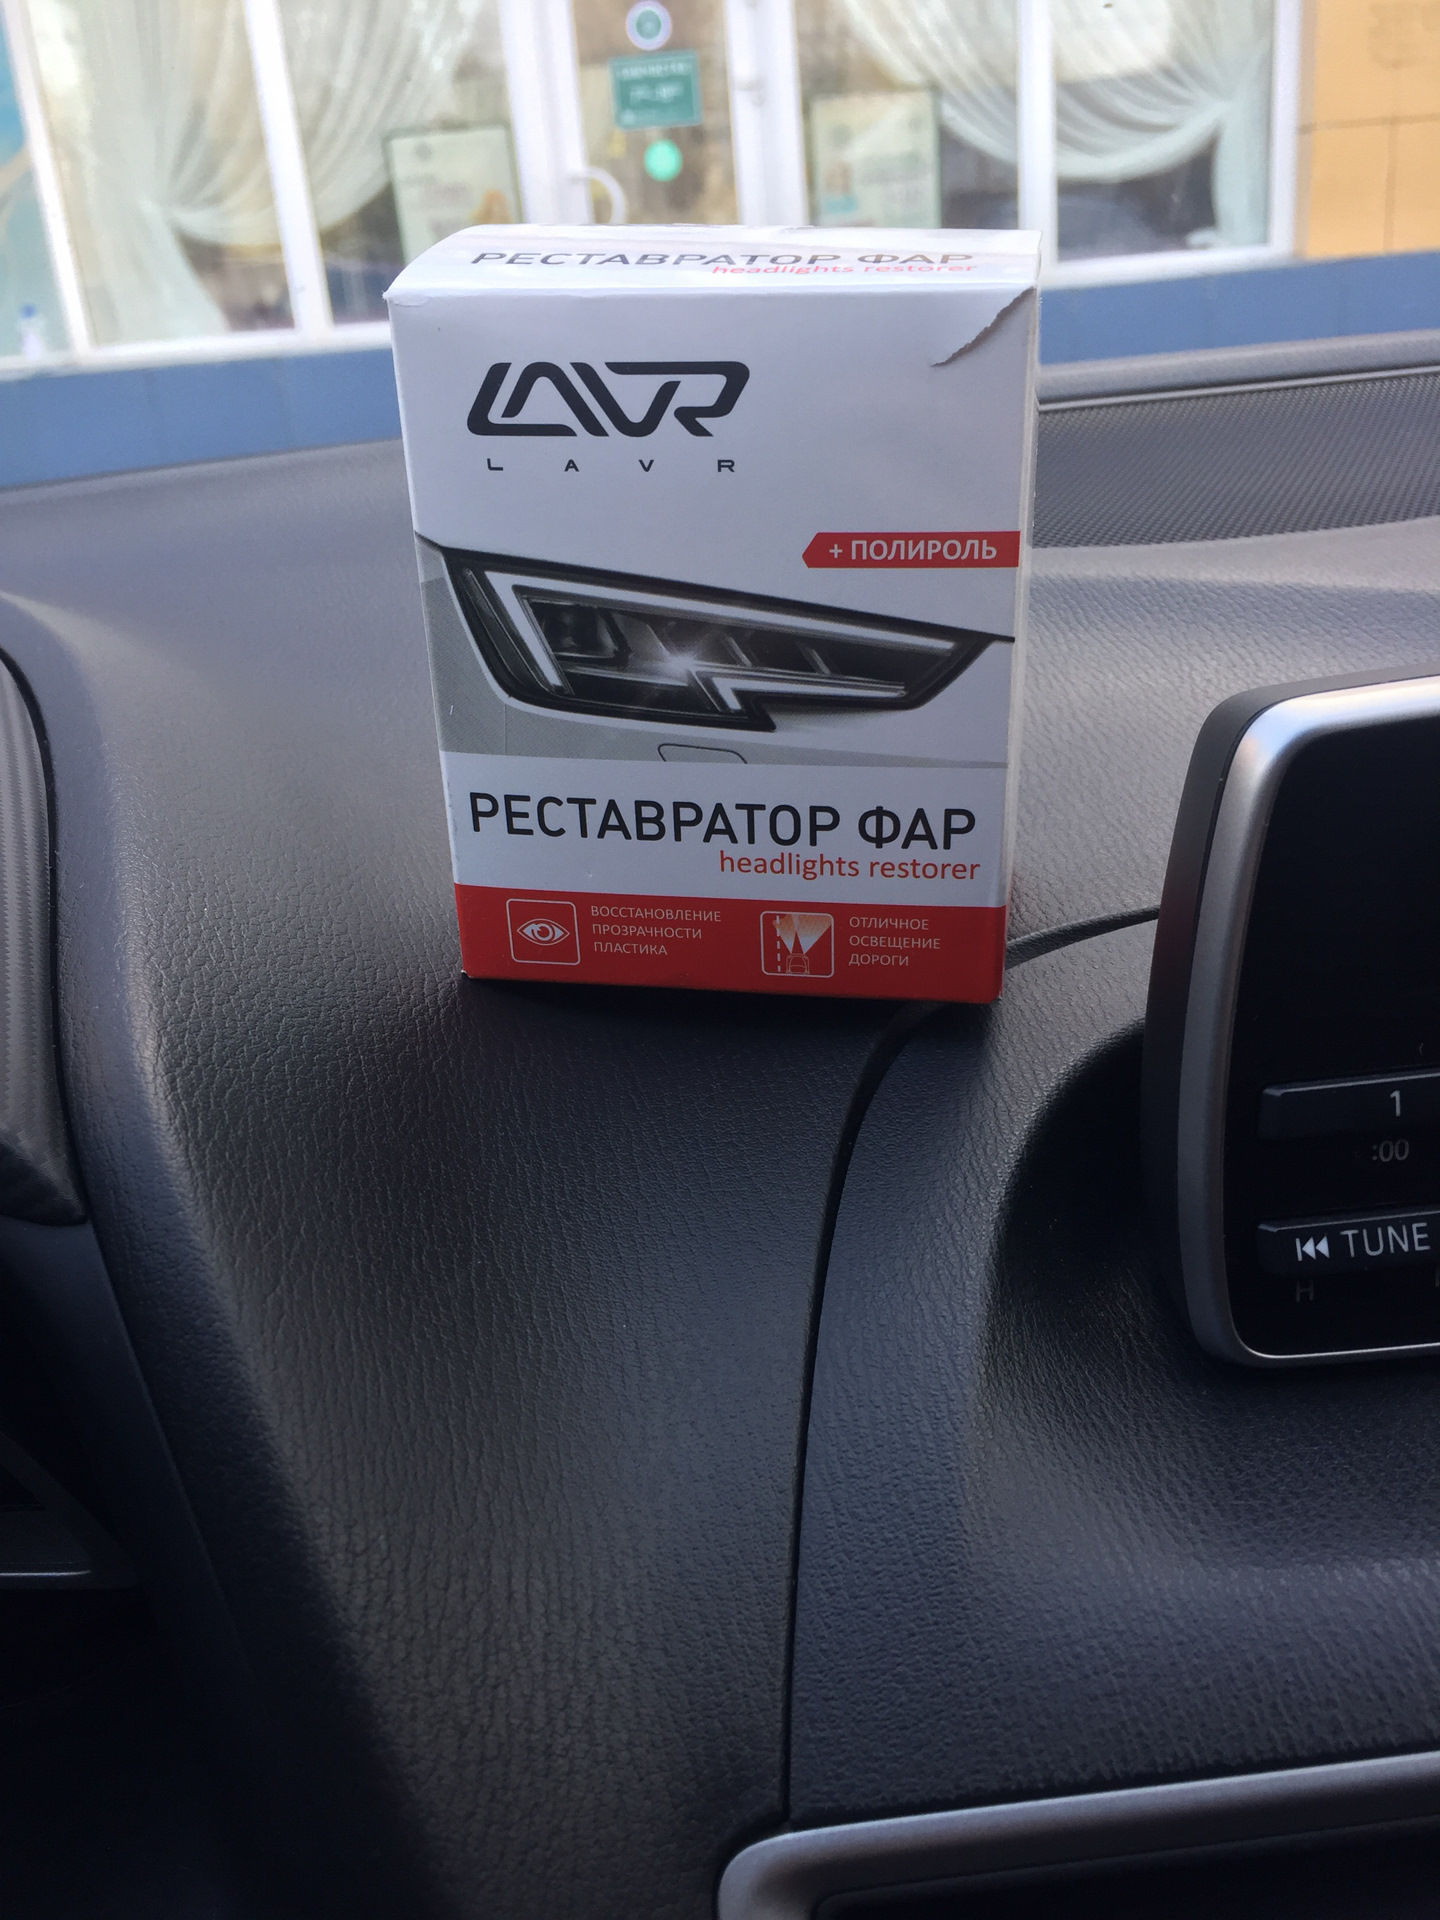 РЕСТАВРАТОР ФАР
headlights restorer
LAVR
L A V R
+ ПОЛИРОЛЬ
РЕСТАВРАТОР ФАР
headlights restorer
ВОССТАНОВЛЕНИЕ
ПРОЗРАЧНОСТИ
ПЛАСТИКА
ОТЛИЧНОЕ
ОСВЕЩЕНИЕ
ДОРОГИ
1
:00
TUNE
H